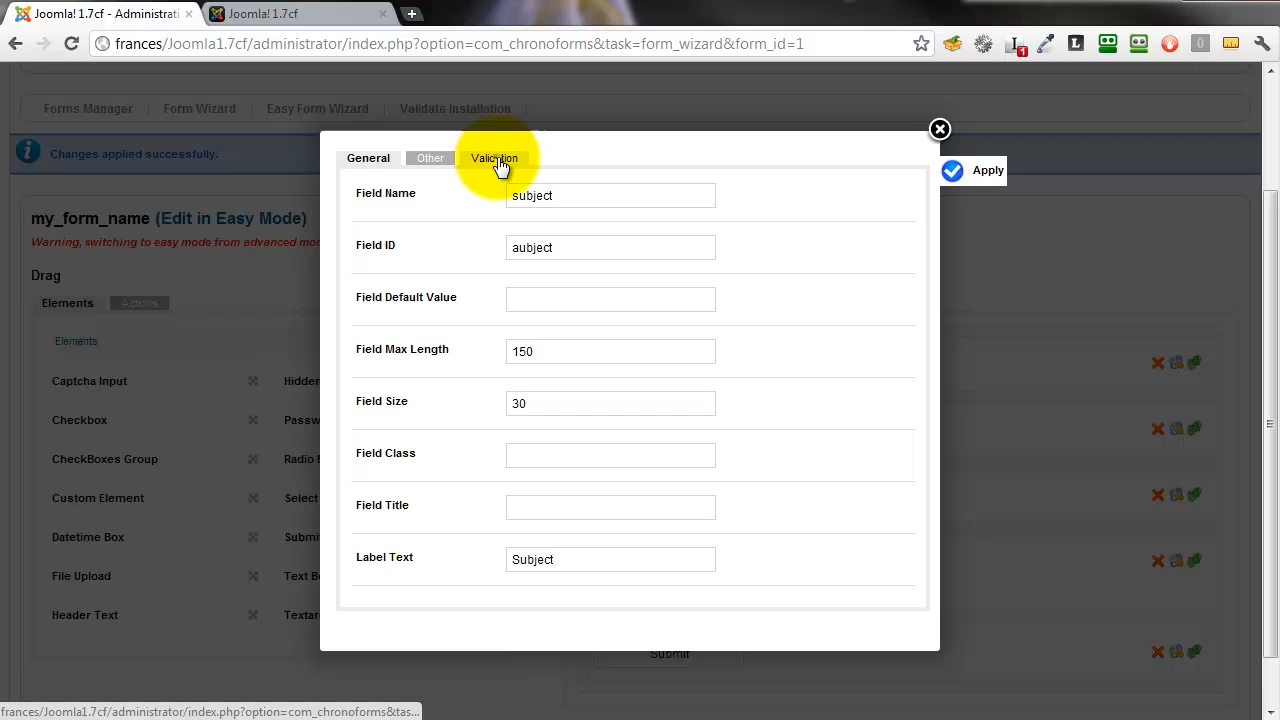 Joomla! 1.7cf - Administrati
Joomla! 1.7cf
frances/Joomla1.7cf/administrator/index.php?option=com_chronoforms&task=form_wizard&form_id=1
1
0
Forms Manager
Form Wizard
Easy Form Wizard
Validate Installation
Changes applied successfully.
Apply
my_form_name (Edit in Easy Mode)
Warning, switching to easy mode from advanced mo
Drag
Elements
Actions
Elements
Captcha Input
Hidden
Checkbox
Passw
CheckBoxes Group
Radio
Custom Element
Select
Datetime Box
Submi
File Upload
Text Bo
Header Text
Textar
General
Other
Validation
Field Name
subject
Field ID
aubject
Field Default Value
Field Max Length
150
Field Size
30
Field Class
Field Title
Label Text
Subject
Submit
frances/Joomla1.7cf/administrator/index.php?option=com_chronoforms&tas...